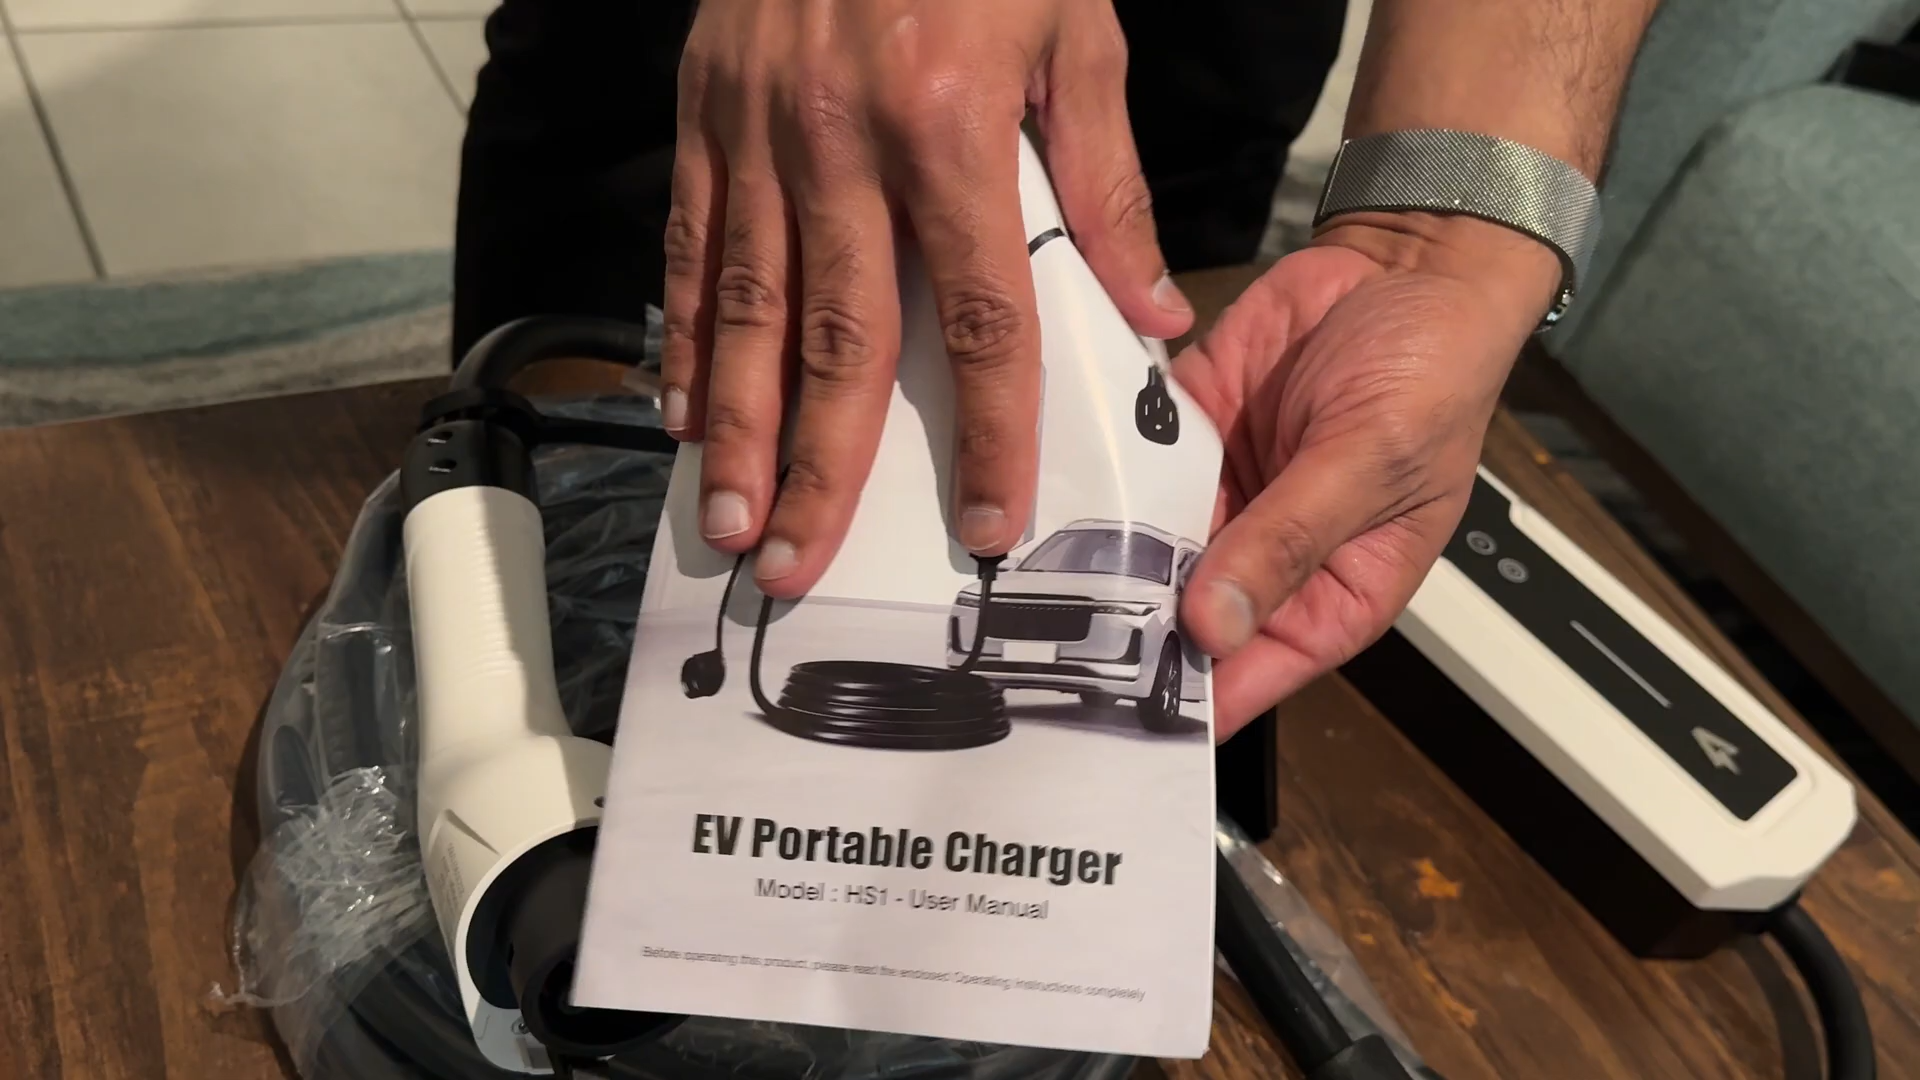 EV Portable Charger
Model : HS1 - User Manual
Before operating this product, please read the enclosed Operating Instructions completely